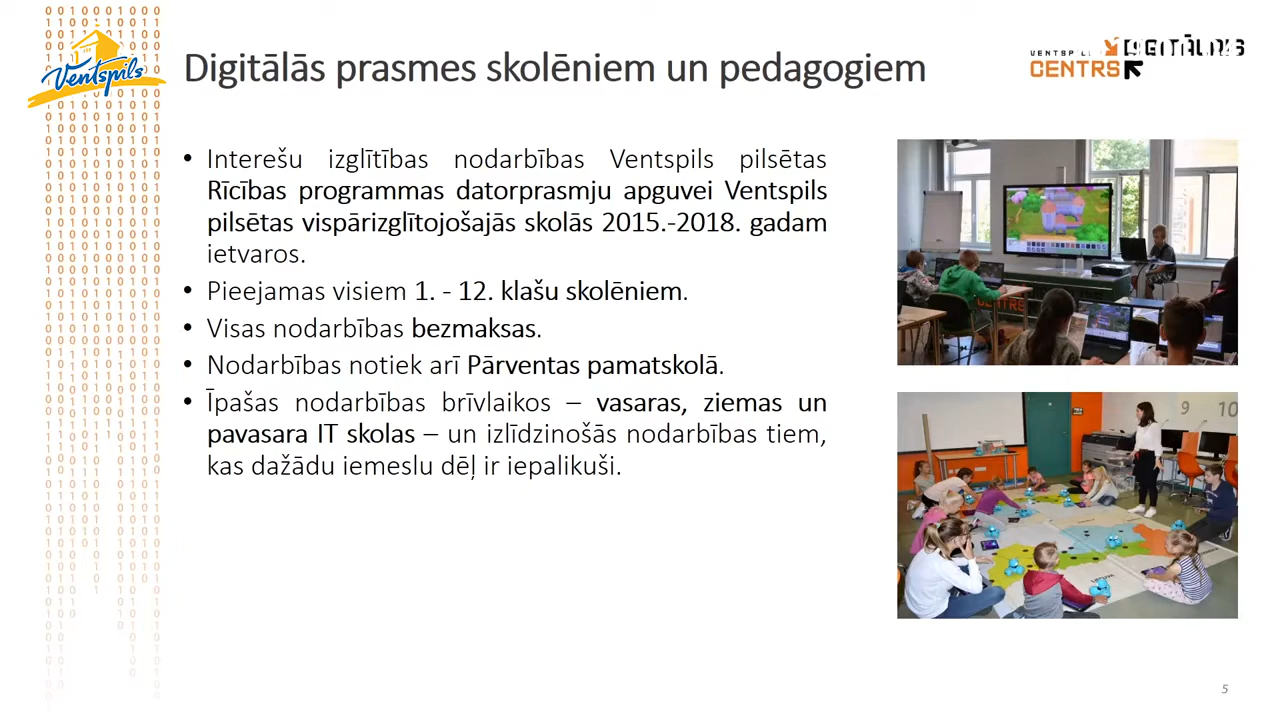 Ventspils
Digitālās prasmes skolēniem un pedagogiem
VENTSPILS
CENTRS
• Interešu izglītības nodarbības Ventspils pilsētas
Rīcības programmas datorprasmju apguvei Ventspils
pilsētas vispārizglītojošajās skolās 2015.-2018. gadam
ietvaros.
• Pieejamas visiem 1. - 12. klašu skolēniem.
• Visas nodarbības bezmaksas.
• Nodarbības notiek arī Pārventas pamatskolā.
• Īpašas nodarbības brīvlaikos – vasaras, ziemas un
pavasara IT skolas – un izlīdzinošās nodarbības tiem,
kas dažādu iemeslu dēļ ir iepalikuši.
9 10
5